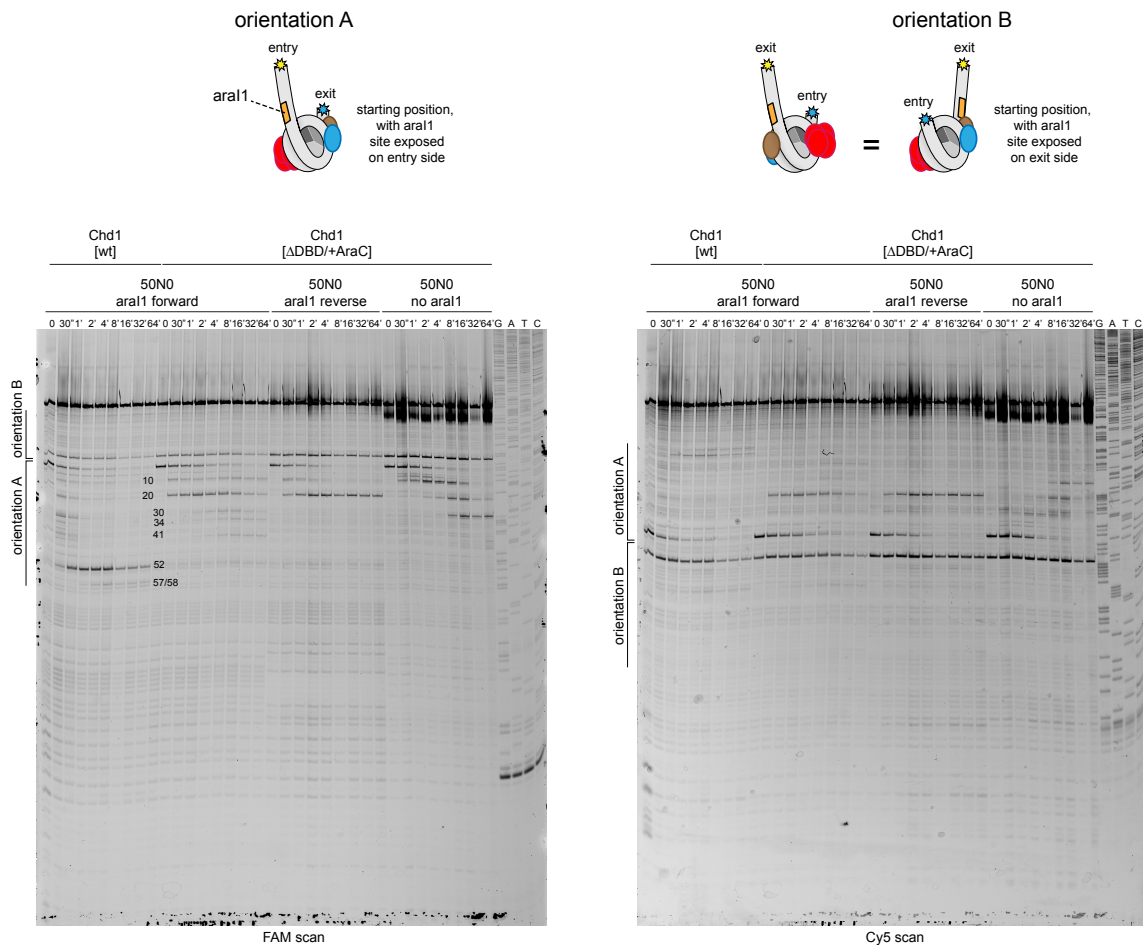 orientation A
entry
exit
araI1
starting position,
with araI1
site exposed
on entry side
orientation B
exit
entry
=
exit
entry
starting position,
with araI1
site exposed
on exit side
Chd1
[wt]
Chd1
[ΔDBD/+AraC]
50N0
araI1 forward
50N0
araI1 reverse
50N0
no araI1
0 30" 1' 2' 4' 8' 16' 32' 64' 0 30" 1' 2' 4' 8' 16' 32' 64' 0 30" 1' 2' 4' 8' 16' 32' 64' 0 30" 1' 2' 4' 8' 16' 32' 64' G A T C
orientation B
orientation A
10
20
30
34
41
52
57/58
FAM scan
Chd1
[wt]
Chd1
[ΔDBD/+AraC]
50N0
araI1 forward
50N0
araI1 reverse
50N0
no araI1
0 30" 1' 2' 4' 8' 16' 32' 64' 0 30" 1' 2' 4' 8' 16' 32' 64' 0 30" 1' 2' 4' 8' 16' 32' 64' 0 30" 1' 2' 4' 8' 16' 32' 64' G A T C
orientation A
orientation B
Cy5 scan